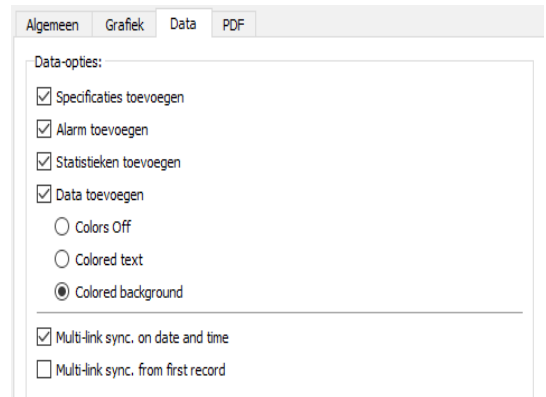 Algemeen Grafiek Data PDF
Data-opties:
Specificaties toevoegen
Alarm toevoegen
Statistieken toevoegen
Data toevoegen
Colors Off
Colored text
Colored background
Multi-link sync. on date and time
Multi-link sync. from first record